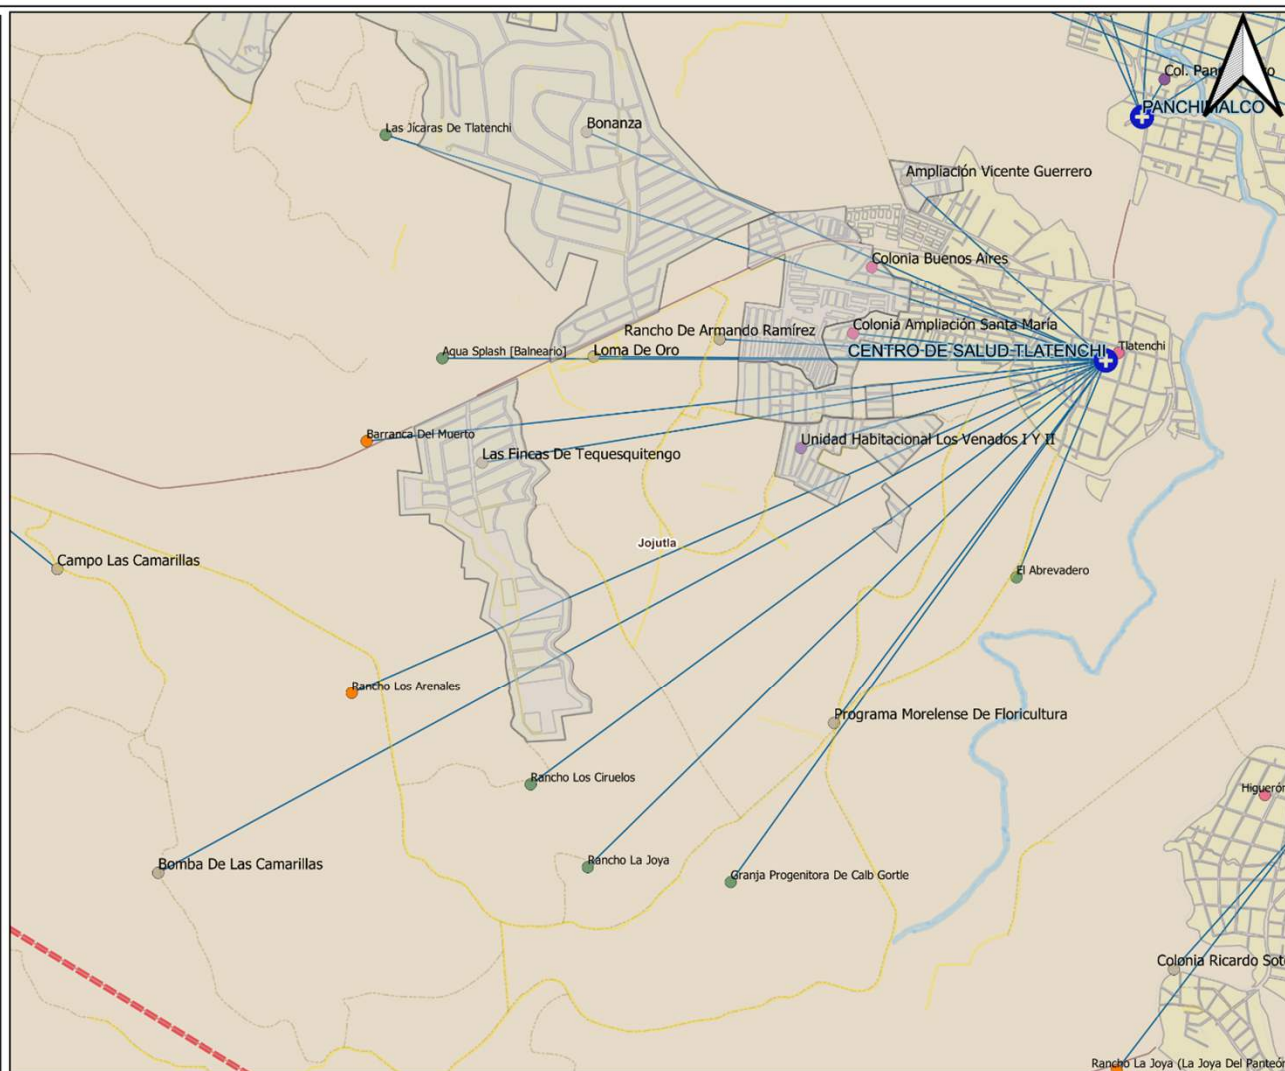 Col. Pan
PANCHIMALCO
Las Jícaras De Tlatenchi
Bonanza
Ampliación Vicente Guerrero
Colonia Buenos Aires
Rancho De Armando Ramírez
Colonia Ampliación Santa María
Aqua Splash [Balneario]
Loma De Oro
CENTRO DE SALUD TLATENCHI
Tlatenchi
Barranca Del Muerto
Las Fincas De Tequesquitengo
Unidad Habitacional Los Venados I Y II
Jojutla
Campo Las Camarillas
El Abrevadero
Rancho Los Arenales
Programa Morelense De Floricultura
Rancho Los Ciruelos
Higuerón
Bomba De Las Camarillas
Rancho La Joya
Granja Progenitora De Calb Gortle
Colonia Ricardo Soto
Rancho La Joya (La Joya Del Panteón